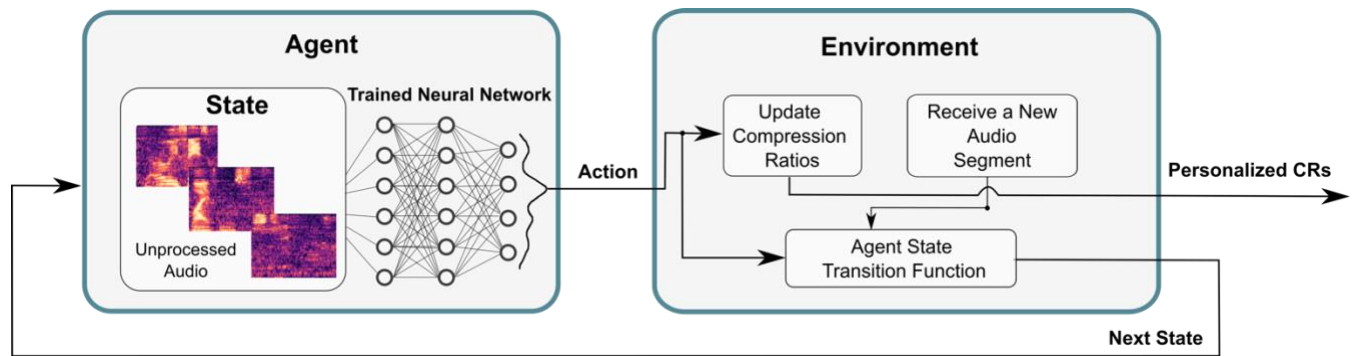 Agent
State
Unprocessed
Audio
Trained Neural Network
Action
Environment
Update
Compression
Ratios
Receive a New
Audio
Segment
Agent State
Transition Function
Personalized CRs
Next State